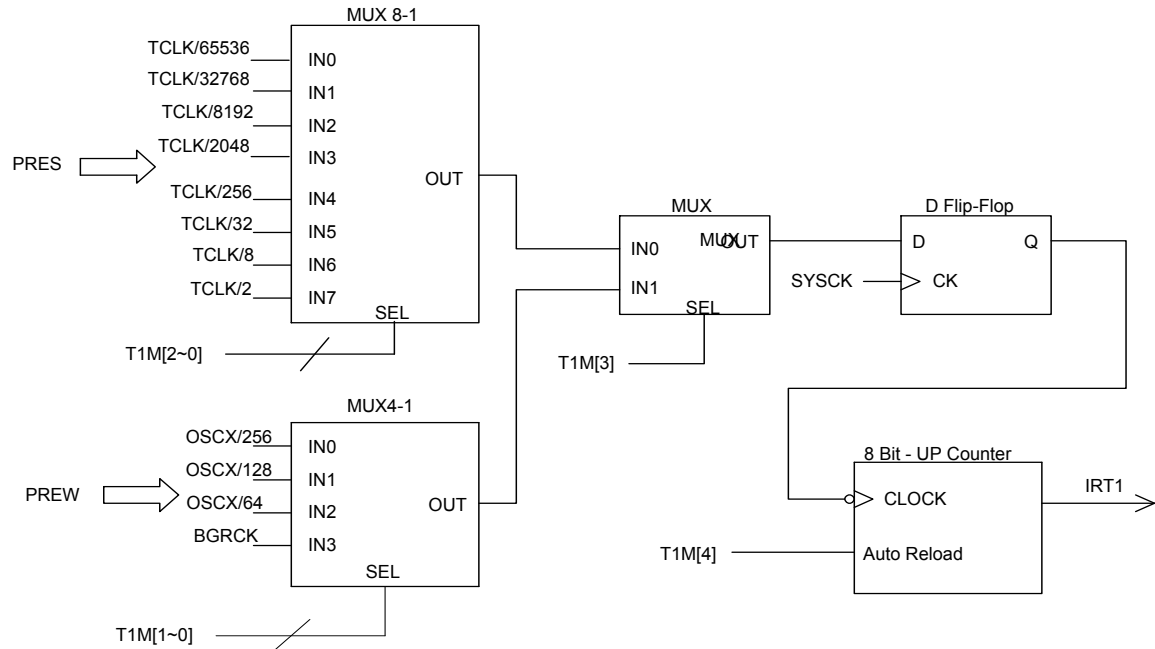 MUX 8-1
TCLK/65536
IN0
TCLK/32768
IN1
TCLK/8192
IN2
TCLK/2048
IN3
PRES
OUT
TCLK/256
IN4
TCLK/32
IN5
TCLK/8
IN6
TCLK/2
IN7
SEL
T1M[2~0]
MUX
IN0
MUX
OUT
IN1
SEL
T1M[3]
D Flip-Flop
D
Q
SYSCK
CK
MUX4-1
OSCX/256
IN0
OSCX/128
IN1
PREW
OSCX/64
IN2
OUT
BGRCK
IN3
SEL
T1M[1~0]
8 Bit - UP Counter
CLOCK
IRT1
T1M[4]
Auto Reload